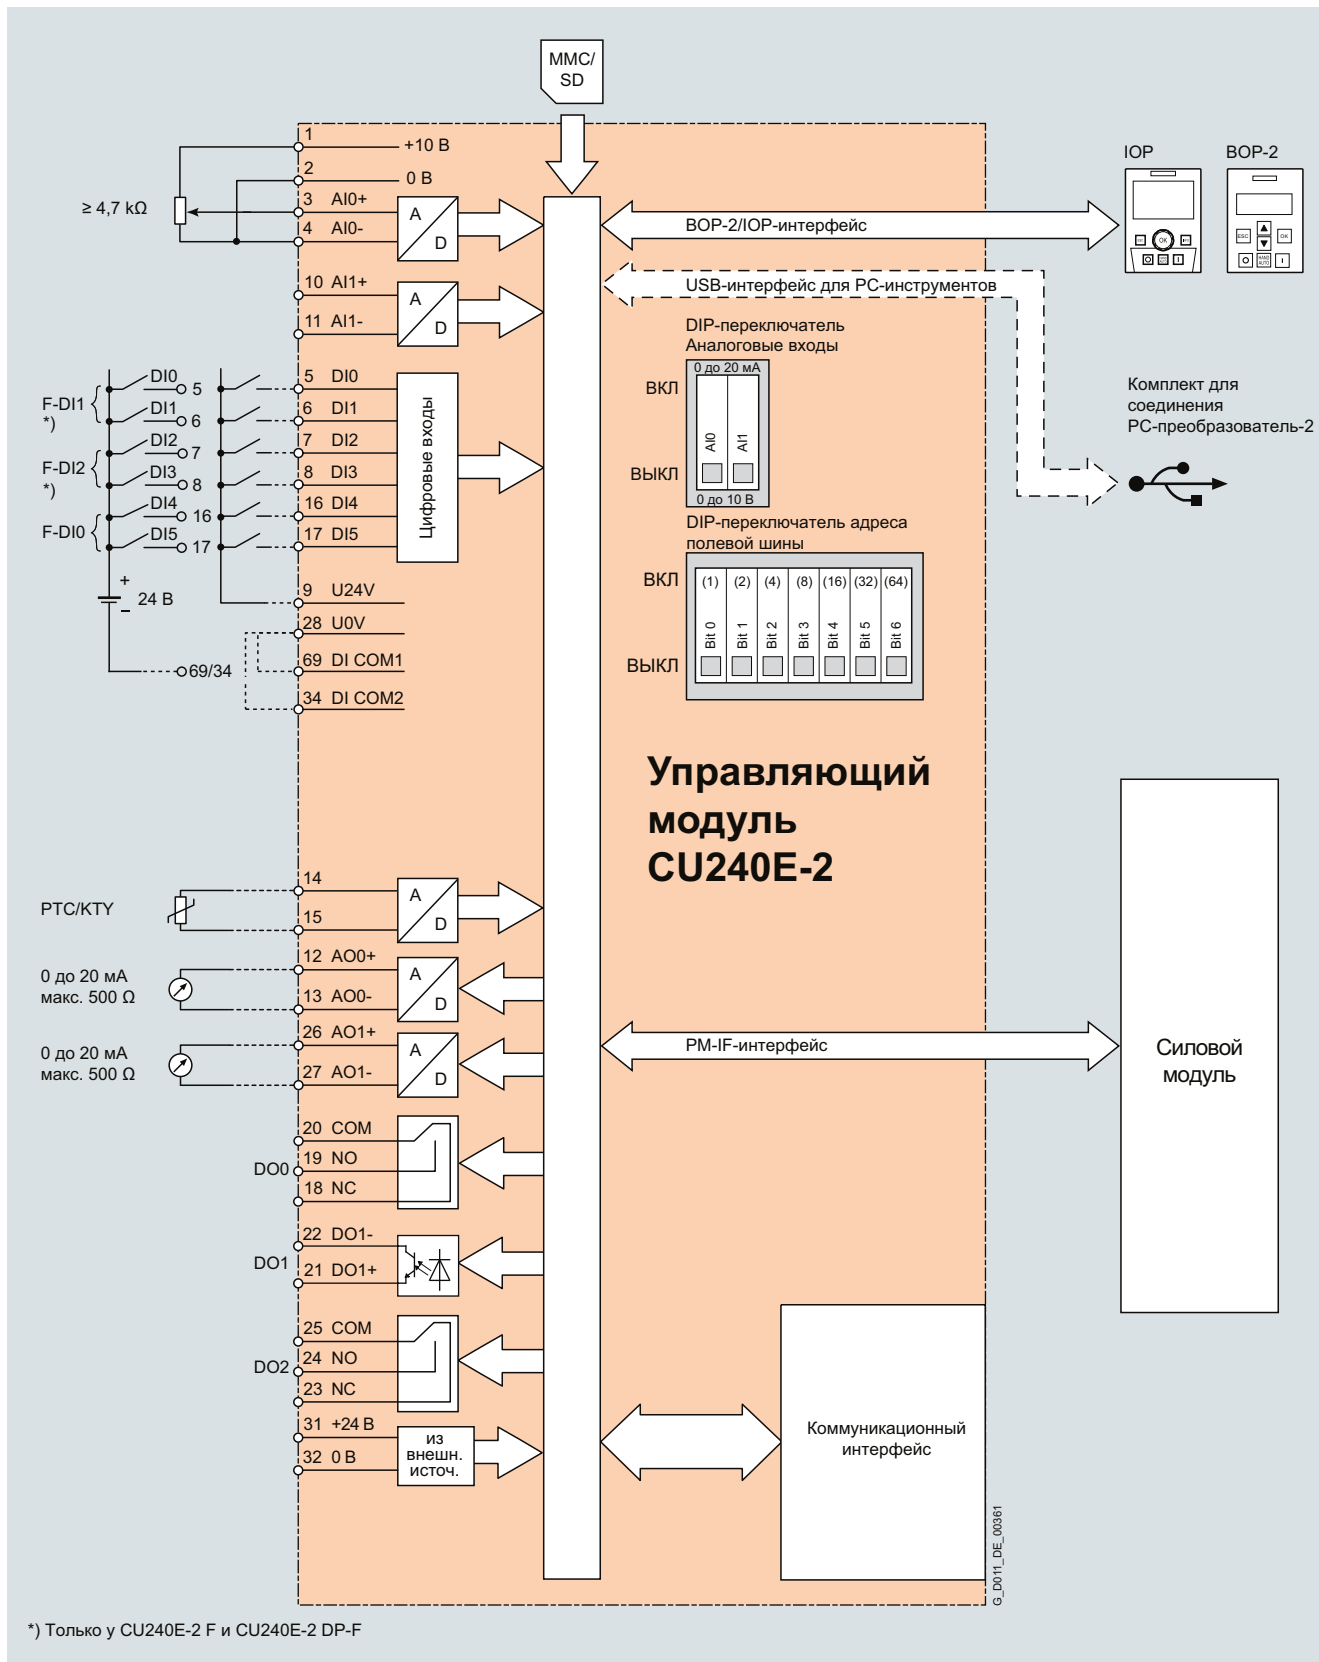 MMC/
SD
1
+10 В
2
0 В
3 AI0+
4 AI0-
≥ 4,7 kΩ
A
D
10 AI1+
11 AI1-
A
D
IOP
BOP-2
BOP-2/IOP-интерфейс
USB-интерфейс для PC-инструментов
ESC
OK
HAND
AUTO
I
OK
I
DIP-переключатель
Аналоговые входы
0 до 20 мА
ВКЛ
AI0
AI1
ВЫКЛ
0 до 10 В
Комплект для
соединения
PC-преобразователь-2
DI0
5
5 DI0
F-DI1
*)
DI1
6
6 DI1
DI2
7
7 DI2
F-DI2
*)
DI3
8
8 DI3
DI4
16
16 DI4
F-DI0
DI5
17
17 DI5
Цифровые входы
DIP-переключатель адреса
полевой шины
ВКЛ
(1) (2) (4) (8) (16) (32) (64)
Bit 0
Bit 1
Bit 2
Bit 3
Bit 4
Bit 5
Bit 6
ВЫКЛ
+
24 В
–
9 U24V
28 U0V
69 DI COM1
69/34
34 DI COM2
Управляющий
модуль
CU240E-2
14
PTC/KTY
15
A
D
12 AO0+
0 до 20 мА
макс. 500 Ω
13 AO0-
A
D
26 AO1+
0 до 20 мА
макс. 500 Ω
27 AO1-
A
D
PM-IF-интерфейс
Силовой
модуль
20 COM
19 NO
DO0
18 NC
22 DO1-
DO1
21 DO1+
25 COM
24 NO
DO2
23 NC
31 +24 В
32 0 В
из
внешн.
источ.
Коммуникационный
интерфейс
G_D011_DE_00361
*) Только у CU240E-2 F и CU240E-2 DP-F